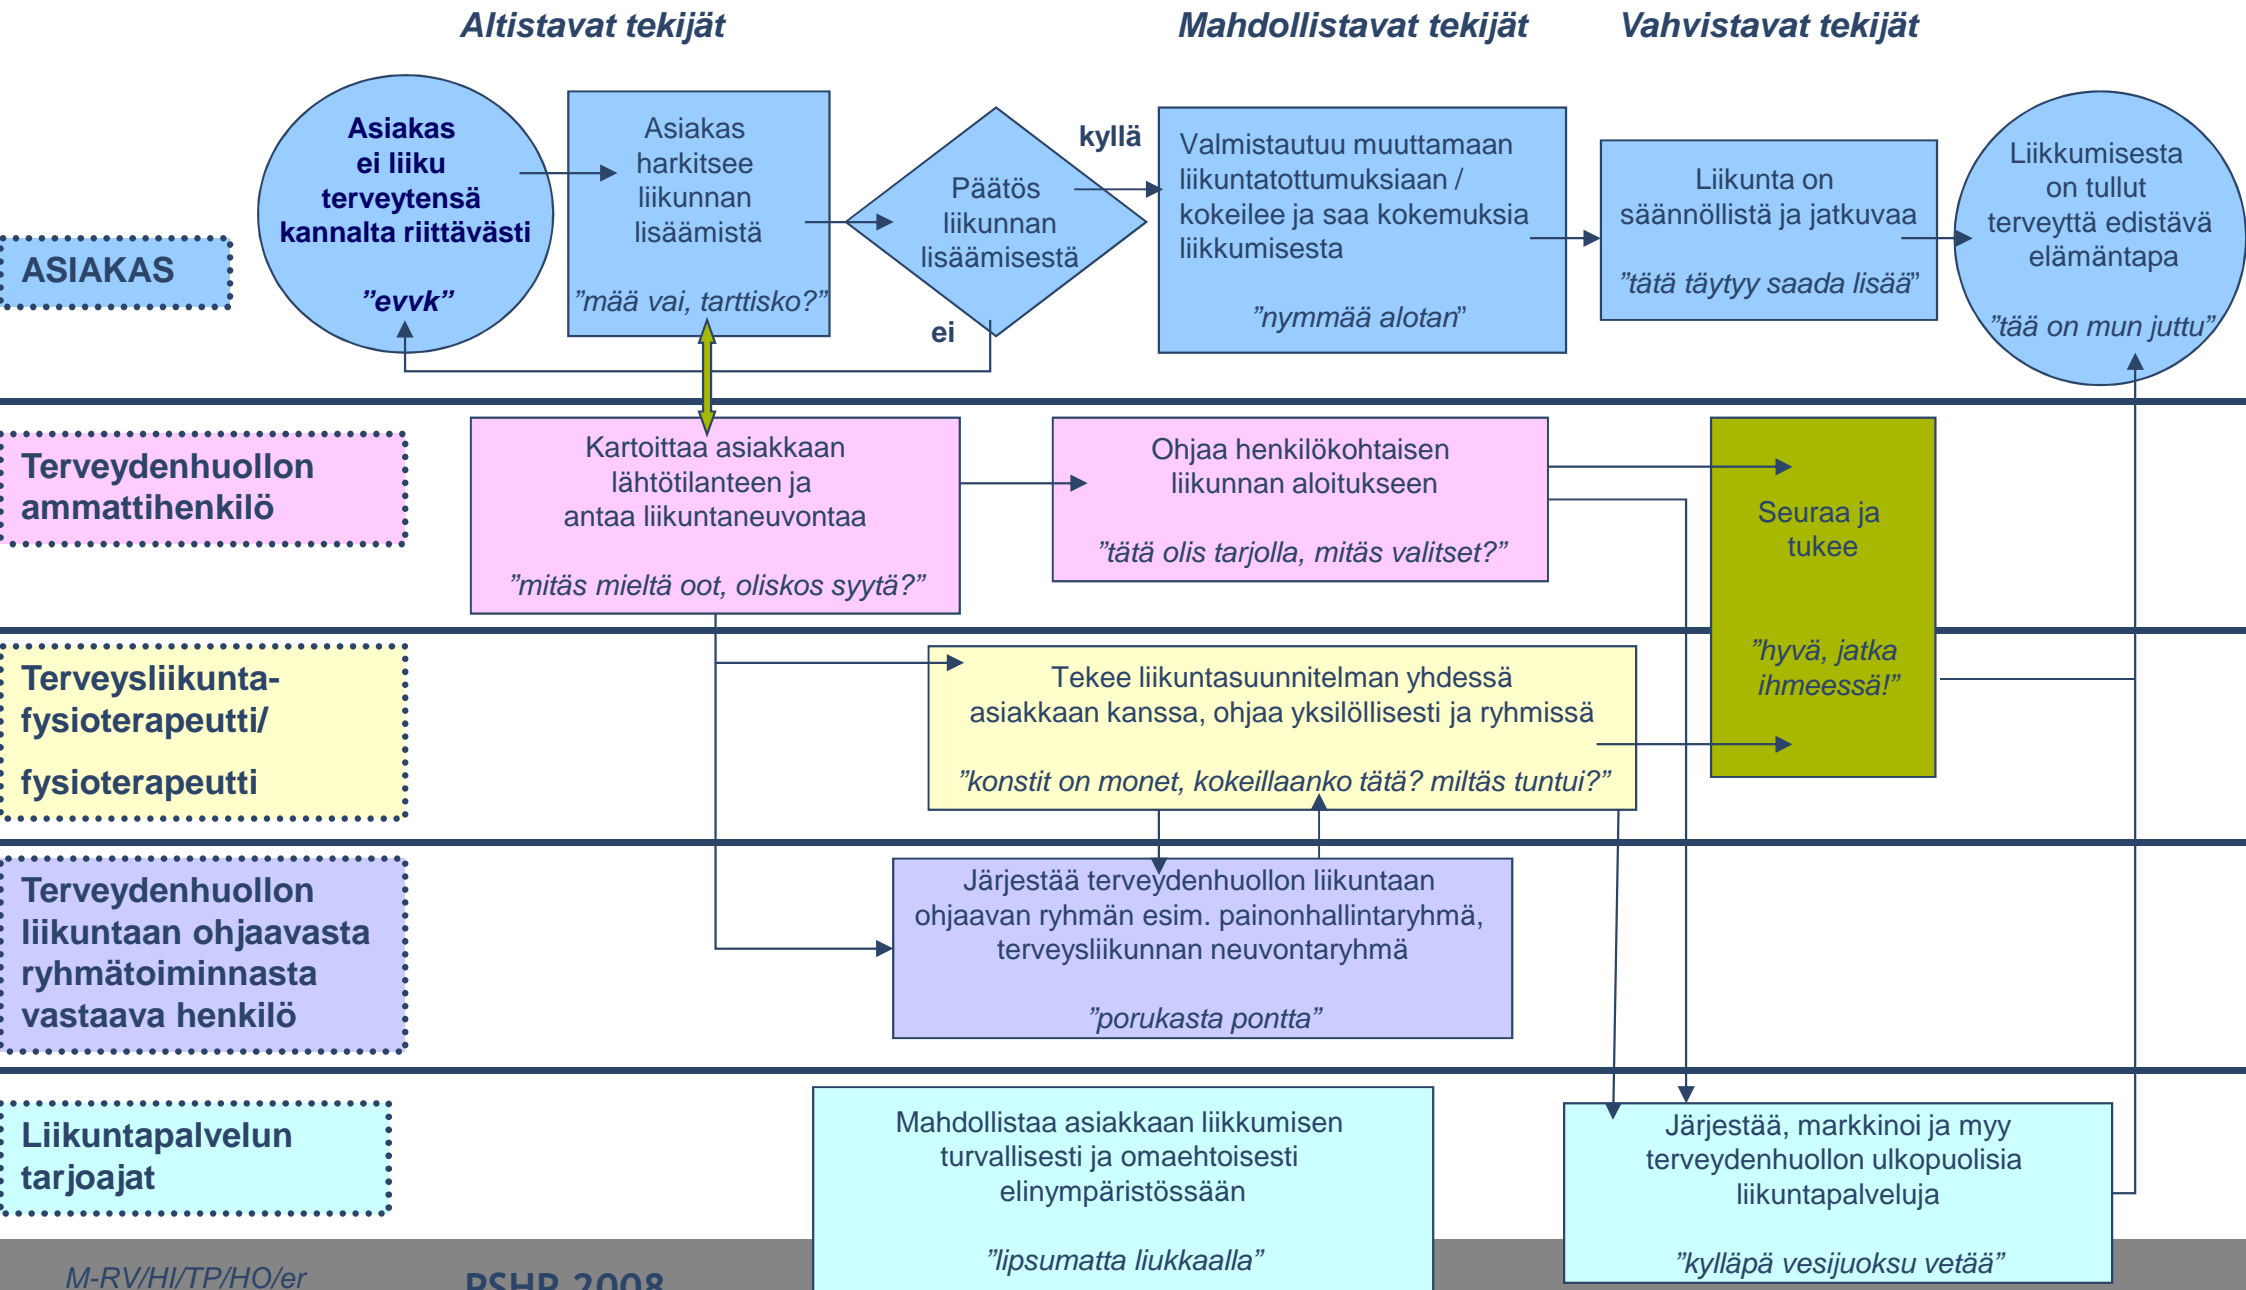 Altistavat tekijät
Mahdollistavat tekijät
Vahvistavat tekijät
ASIAKAS
Asiakas
ei liiku
terveytensä
kannalta riittävästi
”evvk”
Asiakas
harkitsee
liikunnan
lisäämistä
”mää vai, tarttisko?”
Päätös
liikunnan
lisäämisestä
kyllä
ei
Valmistautuu muuttamaan
liikuntatottumuksiaan /
kokeilee ja saa kokemuksia
liikkumisesta
”nymmää alotan”
Liikunta on
säännöllistä ja jatkuvaa
”tätä täytyy saada lisää”
Liikkumisesta
on tullut
terveyttä edistävä
elämäntapa
”tää on mun juttu”
Terveydenhuollon
ammattihenkilö
Kartoittaa asiakkaan
lähtötilanteen ja
antaa liikuntaneuvontaa
”mitäs mieltä oot, oliskos syytä?”
Ohjaa henkilökohtaisen
liikunnan aloitukseen
”tätä olis tarjolla, mitäs valitset?”
Seuraa ja
tukee
”hyvä, jatka
ihmeessä!”
Terveysliikunta-
fysioterapeutti/
fysioterapeutti
Tekee liikuntasuunnitelman yhdessä
asiakkaan kanssa, ohjaa yksilöllisesti ja ryhmissä
”konstit on monet, kokeillaanko tätä? miltäs tuntui?”
Terveydenhuollon
liikuntaan ohjaavasta
ryhmätoiminnasta
vastaava henkilö
Järjestää terveydenhuollon liikuntaan
ohjaavan ryhmän esim. painonhallintaryhmä,
terveysliikunnan neuvontaryhmä
”porukasta pontta”
Liikuntapalvelun
tarjoajat
Mahdollistaa asiakkaan liikkumisen
turvallisesti ja omaehtoisesti
elinympäristössään
”lipsumatta liukkaalla”
Järjestää, markkinoi ja myy
terveydenhuollon ulkopuolisia
liikuntapalveluja
”kylläpä vesijuoksu vetää”
M-RV/HI/TP/HO/er
PSHP 2008